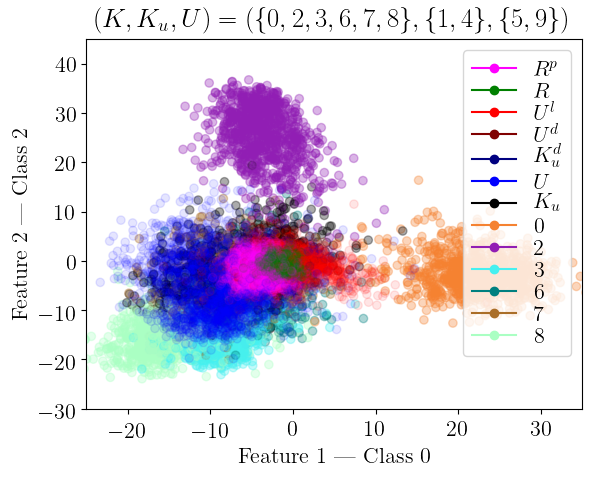 (K, K_u, U) = ({0, 2, 3, 6, 7, 8}, {1, 4}, {5, 9})
40
30
20
10
0
−10
−20
−30
Feature 2 — Class 2
R^p
R
U^l
U^d
K_u^d
U
K_u
0
2
3
6
7
8
−20 −10 0 10 20 30
Feature 1 — Class 0